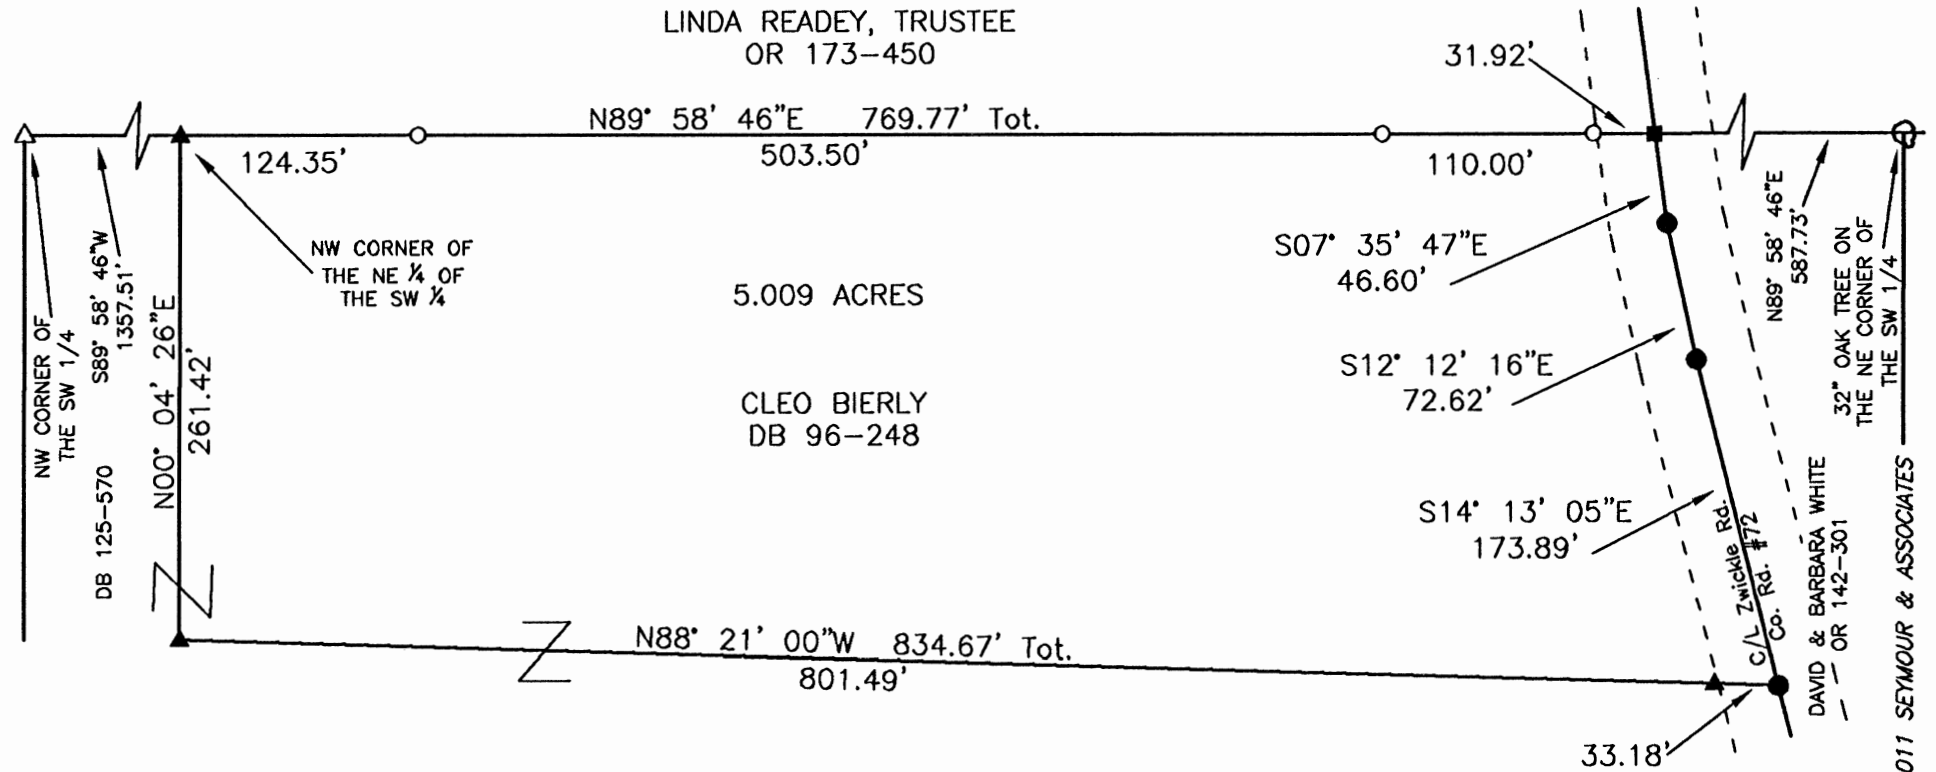 LINDA READEY, TRUSTEE
OR 173-450
31.92'
N89° 58' 46"E 769.77' Tot.
124.35'
503.50'
110.00'
NW CORNER OF
THE NE ¼ OF
THE SW ¼
NW CORNER OF
THE SW 1/4
S89° 58' 46"W
1357.51'
DB 125-570
N00° 04' 26"E
261.42'
5.009 ACRES
CLEO BIERLY
DB 96-248
S07° 35' 47"E
46.60'
S12° 12' 16"E
72.62'
S14° 13' 05"E
173.89'
C/L Zwickle Rd.
Co. Rd. #72
N89° 58' 46"E
587.73'
32" OAK TREE ON
THE NE CORNER OF
THE SW 1/4
DAVID & BARBARA WHITE
OR 142-301
011 SEYMOUR & ASSOCIATES
N88° 21' 00"W 834.67' Tot.
801.49'
33.18'